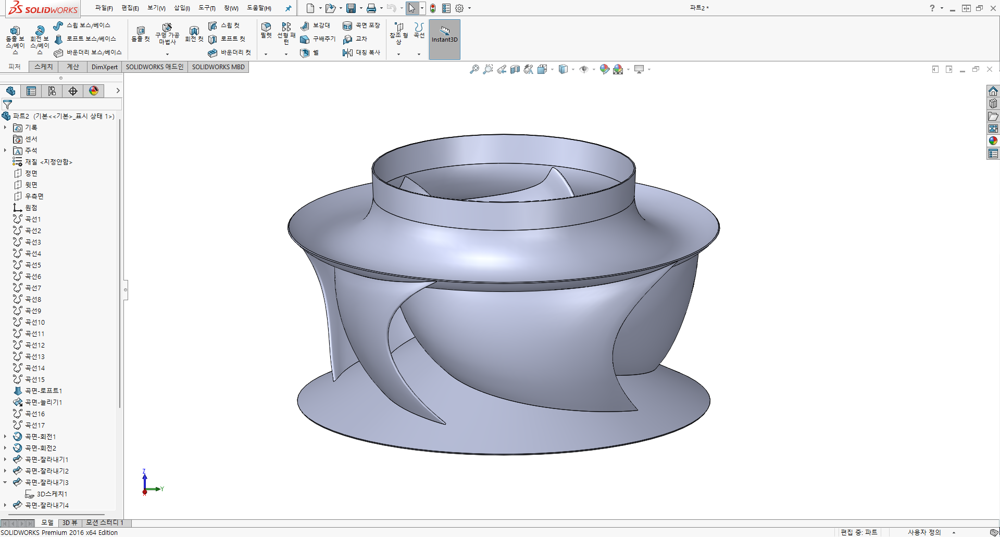 SOLIDWORKS
파일(F) 편집(E) 보기(V) 삽입(I) 도구(T) 창(W) 도움말(H)
파트2 *
돌출 보스/베이스
회전 보스/베이스
스윕 보스/베이스
로프트 보스/베이스
바운더리 보스/베이스
돌출 컷
구멍 가공 마법사
회전 컷
스윕 컷
로프트 컷
바운더리 컷
필렛
선형 패턴
보강대
구배주기
쉘
곡면 포장
교차
대칭 복사
참조 형상
곡선
Instant3D
피처 스케치 계산 DimXpert SOLIDWORKS 애드인 SOLIDWORKS MBD
파트2 (기본<<기본>_표시 상태 1>)
기록
센서
주석
재질 <지정안함>
정면
윗면
우측면
원점
곡선1
곡선2
곡선3
곡선4
곡선5
곡선6
곡선7
곡선8
곡선9
곡선10
곡선11
곡선12
곡선13
곡선14
곡선15
곡면-로프트1
곡면-늘리기1
곡선16
곡선17
곡면-회전1
곡면-회전2
곡면-잘라내기1
곡면-잘라내기2
곡면-잘라내기3
3D스케치1
곡면-잘라내기4
Z
Y
X
모델 3D 뷰 모션 스터디 1
SOLIDWORKS Premium 2016 x64 Edition
편집 중: 파트
사용자 정의